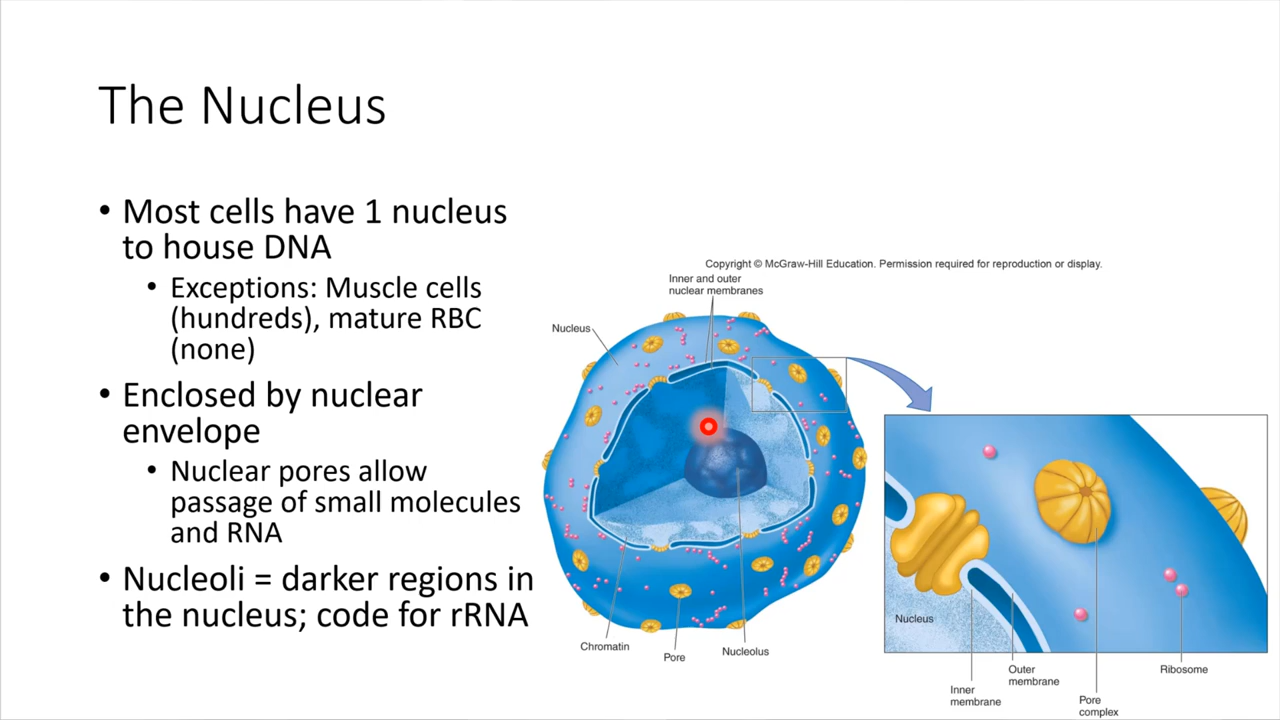 The Nucleus
• Most cells have 1 nucleus
to house DNA
• Exceptions: Muscle cells
(hundreds), mature RBC
(none)
• Enclosed by nuclear
envelope
• Nuclear pores allow
passage of small molecules
and RNA
• Nucleoli = darker regions in
the nucleus; code for rRNA
Copyright © McGraw-Hill Education. Permission required for reproduction or display.
Inner and outer
nuclear membranes
Nucleus
Chromatin
Pore
Nucleolus
Nucleus
Inner
membrane
Outer
membrane
Pore
complex
Ribosome